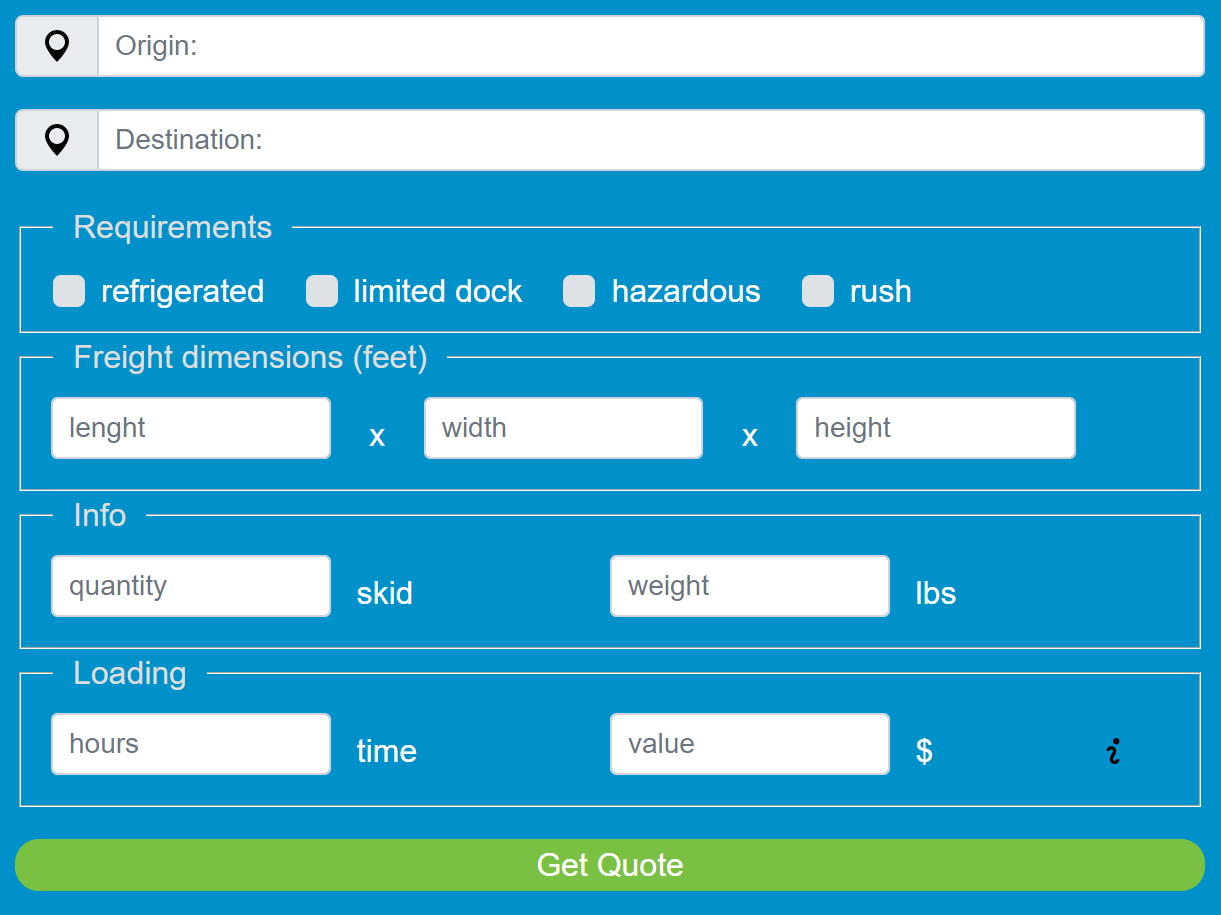 Origin:
Destination:
Requirements
refrigerated limited dock hazardous rush
Freight dimensions (feet)
lenght x width x height
Info
quantity skid weight lbs
Loading
hours time value $ i
Get Quote